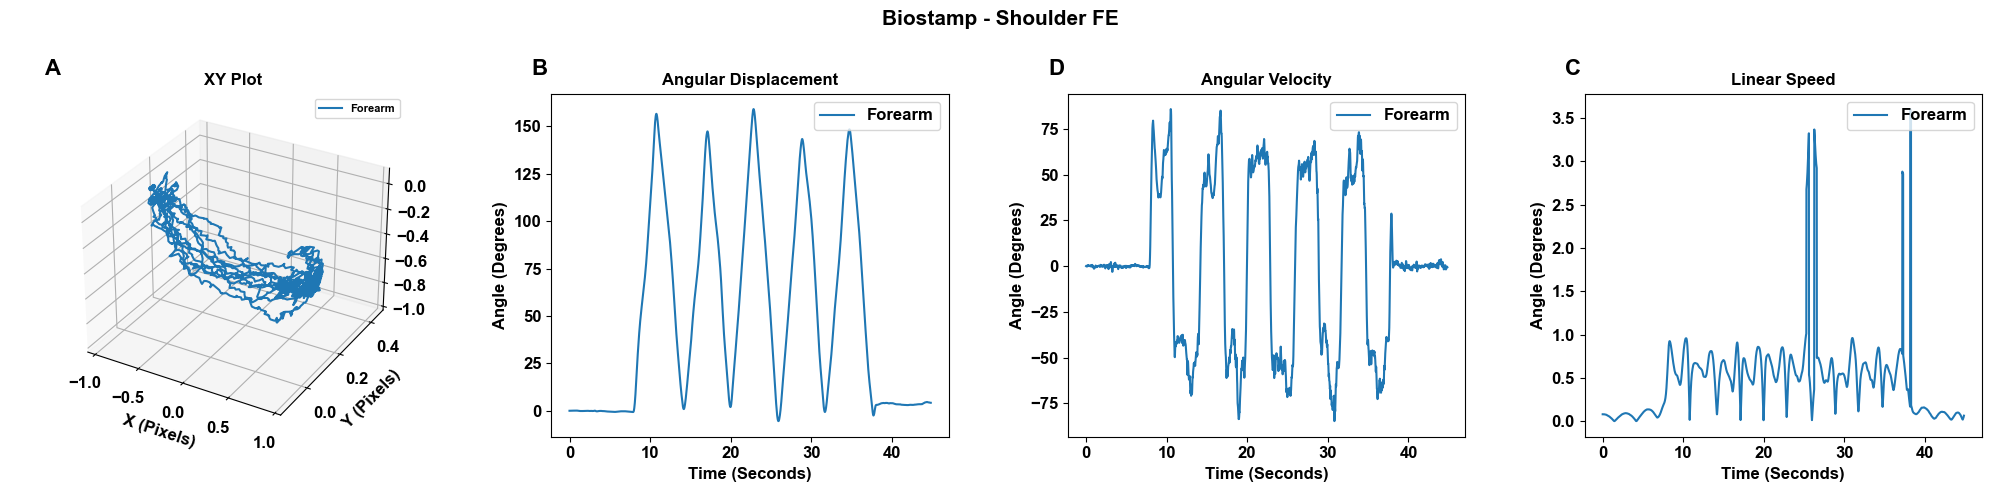 Biostamp - Shoulder FE
A
XY Plot
Forearm
0.0
−0.2
−0.4
−0.6
−0.8
−1.0
0.4
0.2
0.0
Y (Pixels)
−1.0
−0.5
0.0
0.5
1.0
X (Pixels)
B
Angular Displacement
Forearm
Angle (Degrees)
150
125
100
75
50
25
0
0 10 20 30 40
Time (Seconds)
D
Angular Velocity
Forearm
Angle (Degrees)
75
50
25
0
−25
−50
−75
0 10 20 30 40
Time (Seconds)
C
Linear Speed
Forearm
Angle (Degrees)
3.5
3.0
2.5
2.0
1.5
1.0
0.5
0.0
0 10 20 30 40
Time (Seconds)